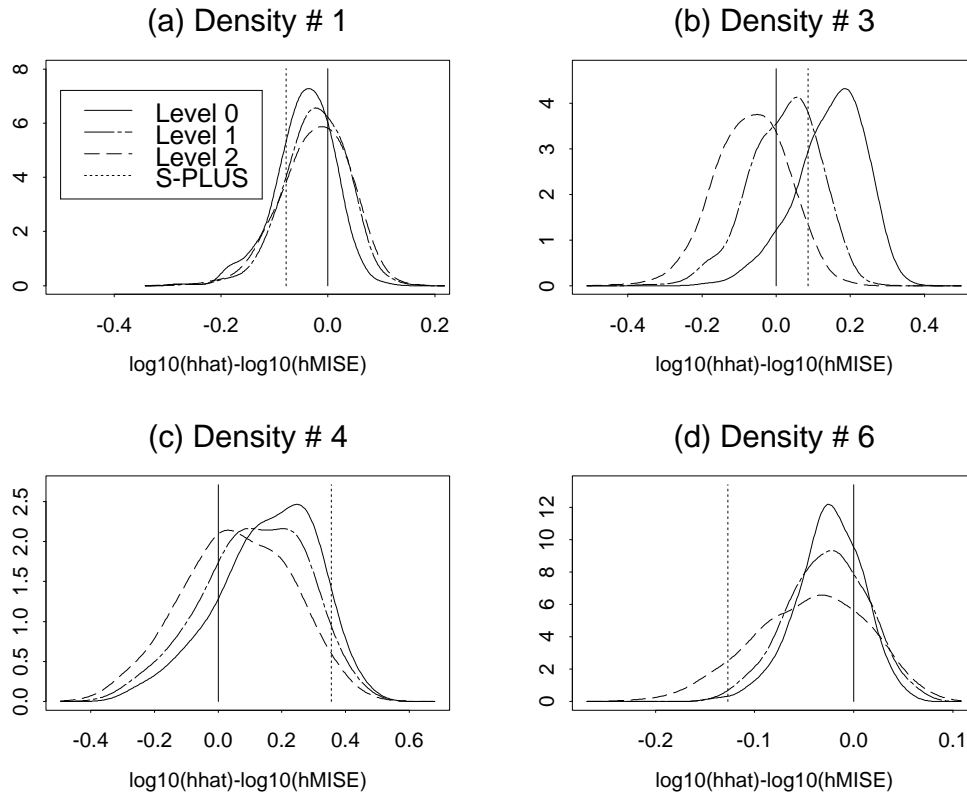 (a) Density # 1
8
6
4
2
0
Level 0
Level 1
Level 2
S-PLUS
-0.4 -0.2 0.0 0.2
log10(hhat)-log10(hMISE)
(b) Density # 3
4
3
2
1
0
-0.4 -0.2 0.0 0.2 0.4
log10(hhat)-log10(hMISE)
(c) Density # 4
2.5
2.0
1.5
1.0
0.5
0.0
-0.4 -0.2 0.0 0.2 0.4 0.6
log10(hhat)-log10(hMISE)
(d) Density # 6
12
10
8
6
4
2
0
-0.2 -0.1 0.0 0.1
log10(hhat)-log10(hMISE)